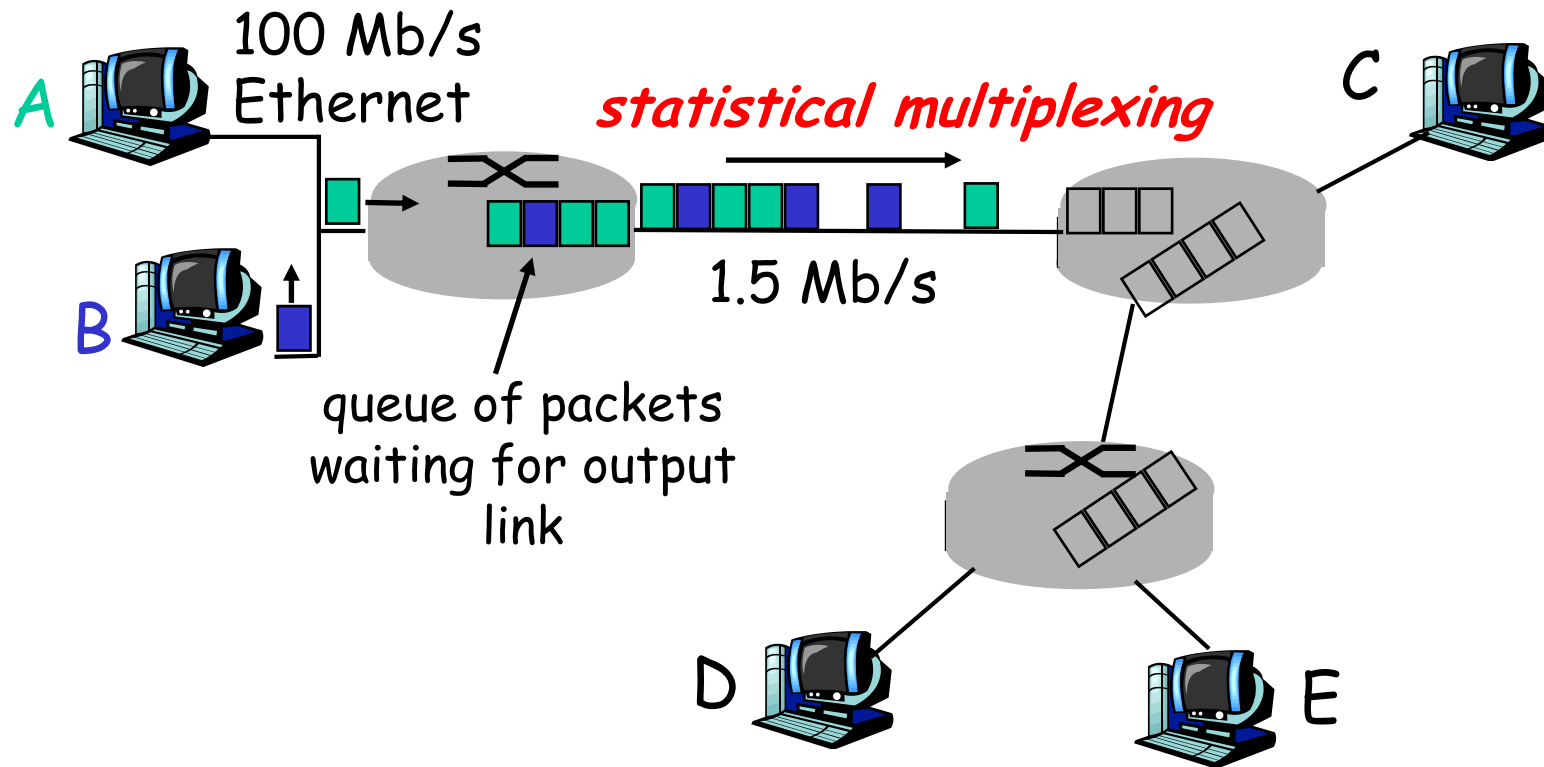 100 Mb/s
Ethernet
A
statistical multiplexing
C
B
1.5 Mb/s
queue of packets
waiting for output
link
D
E